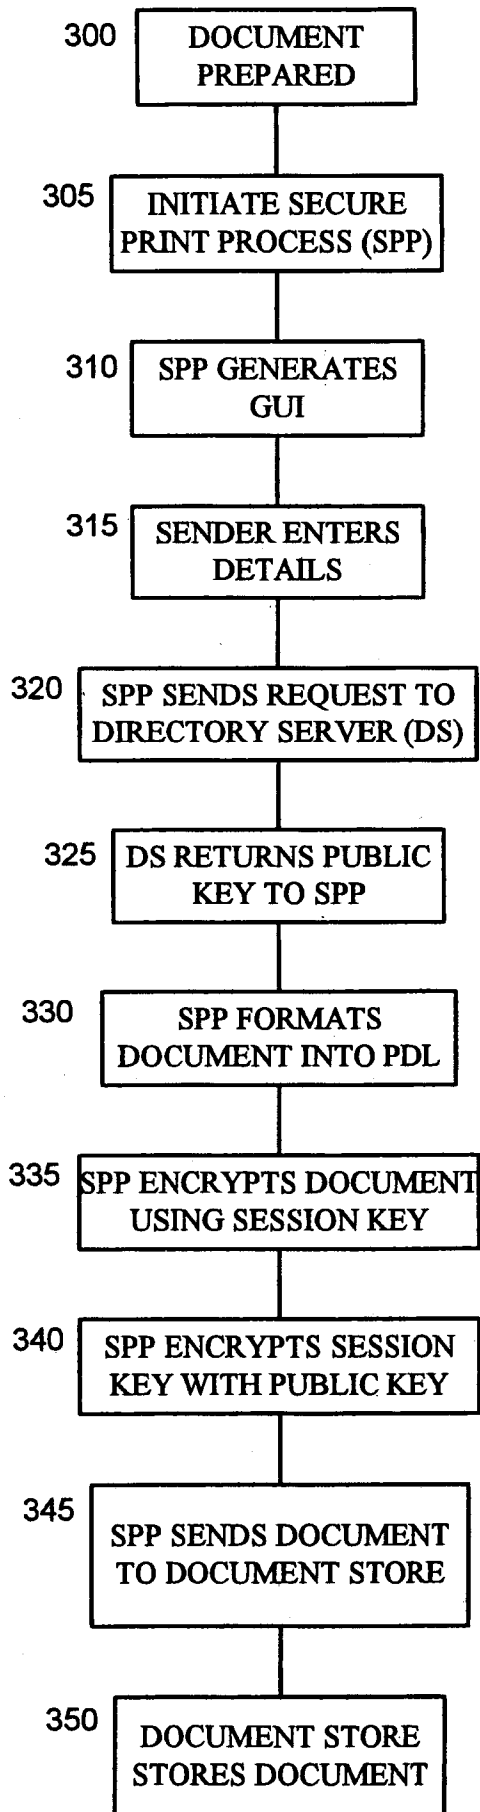 300
DOCUMENT
PREPARED
305
INITIATE SECURE
PRINT PROCESS (SPP)
310
SPP GENERATES
GUI
315
SENDER ENTERS
DETAILS
320
SPP SENDS REQUEST TO
DIRECTORY SERVER (DS)
325
DS RETURNS PUBLIC
KEY TO SPP
330
SPP FORMATS
DOCUMENT INTO PDL
335
SPP ENCRYPTS DOCUMENT
USING SESSION KEY
340
SPP ENCRYPTS SESSION
KEY WITH PUBLIC KEY
345
SPP SENDS DOCUMENT
TO DOCUMENT STORE
350
DOCUMENT STORE
STORES DOCUMENT